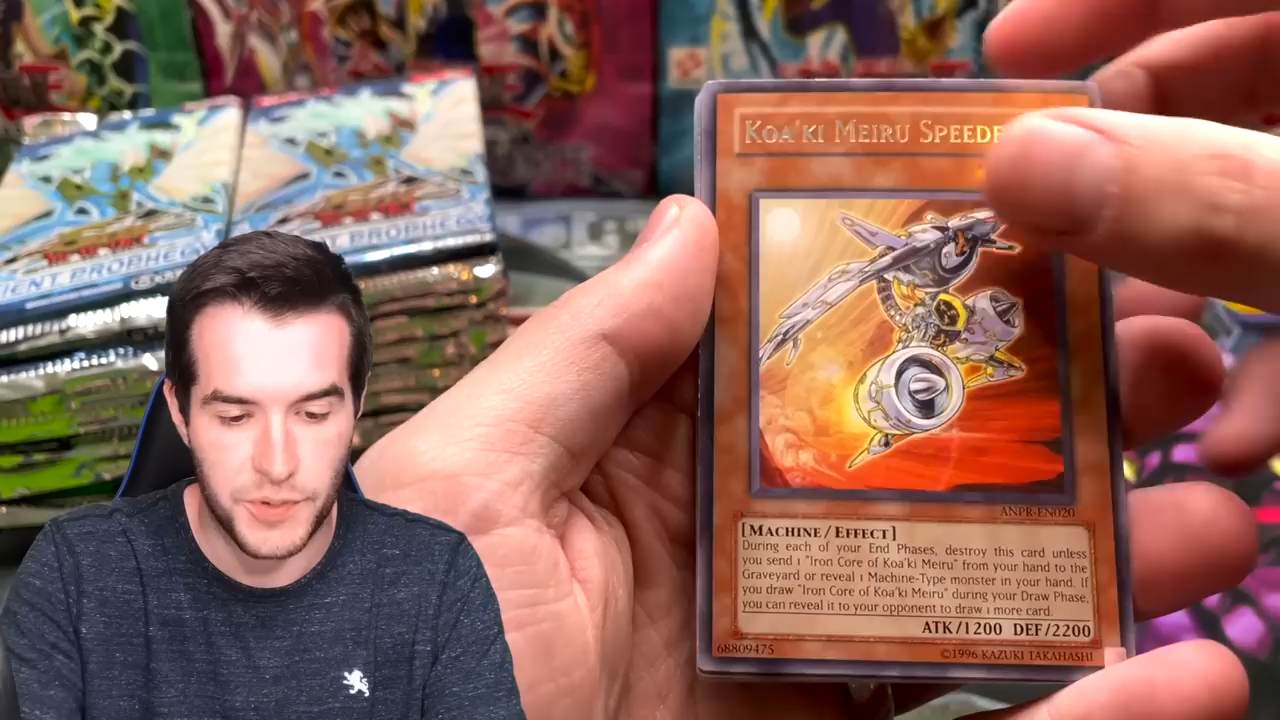 KOA'KI MEIRU SPEEDE
ANPR-EN020
[MACHINE/EFFECT]
During each of your End Phases, destroy this card unless
you send 1 "Iron Core of Koa'ki Meiru" from your hand to the
Graveyard or reveal 1 Machine-Type monster in your hand. If
you draw "Iron Core of Koa'ki Meiru" during your Draw Phase,
you can reveal it to your opponent to draw 1 more card.
ATK/1200 DEF/2200
68809475
©1996 KAZUKI TAKAHASHI